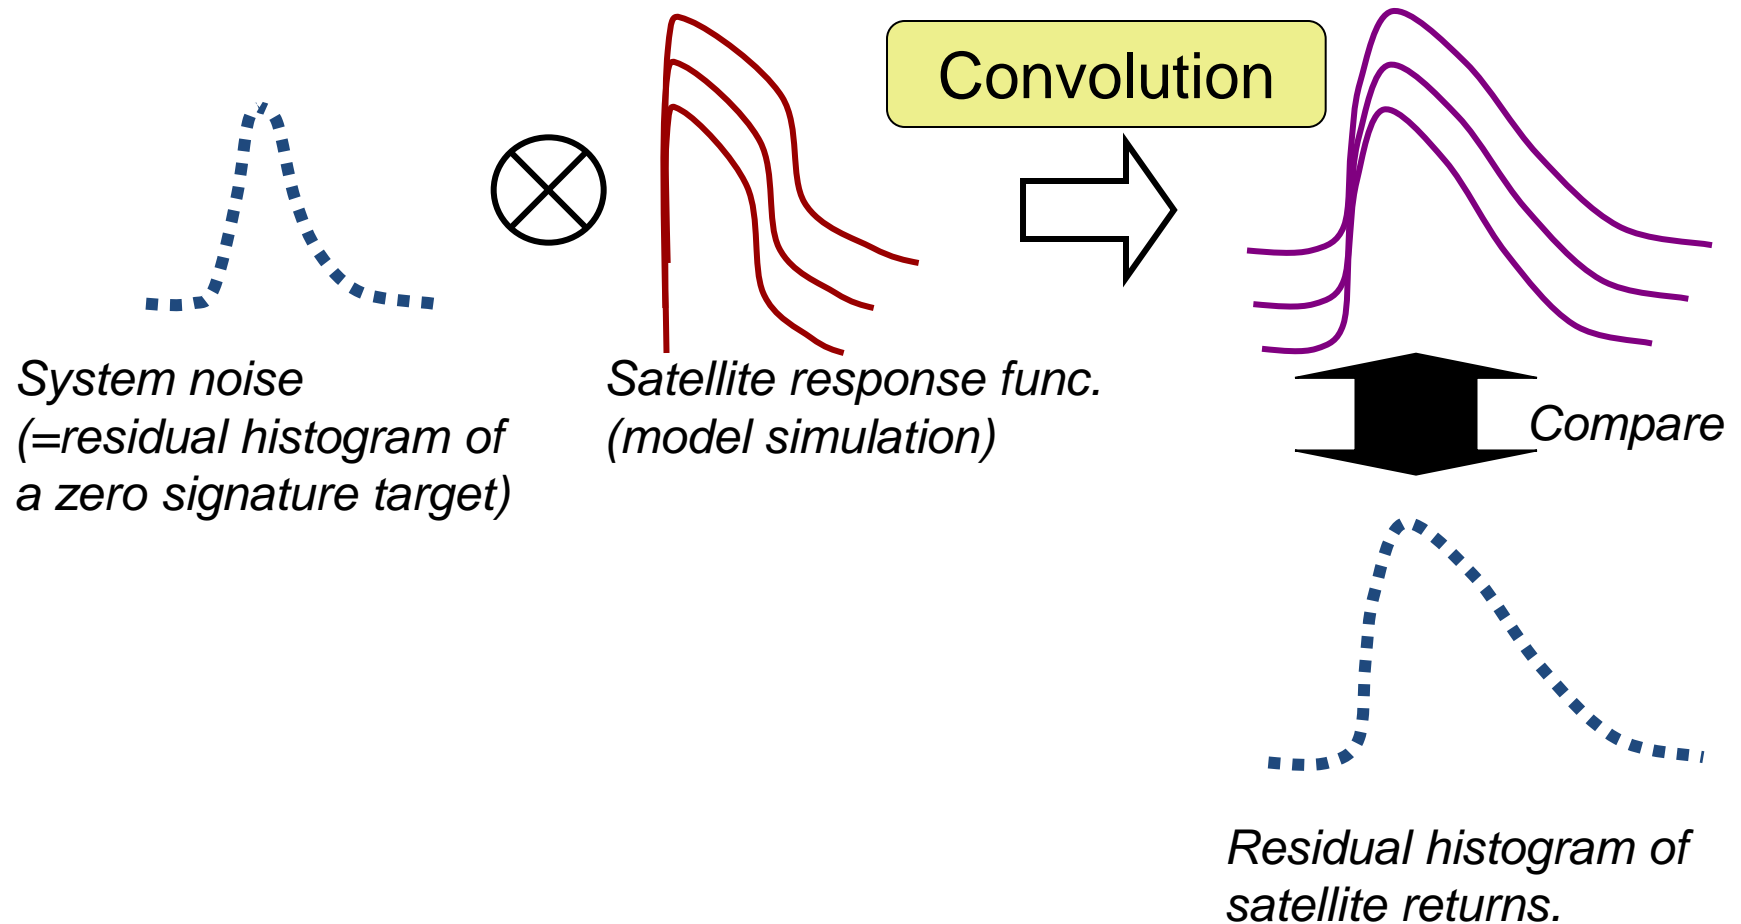 Convolution
System noise
(=residual histogram of
a zero signature target)
Satellite response func.
(model simulation)
Compare
Residual histogram of
satellite returns.